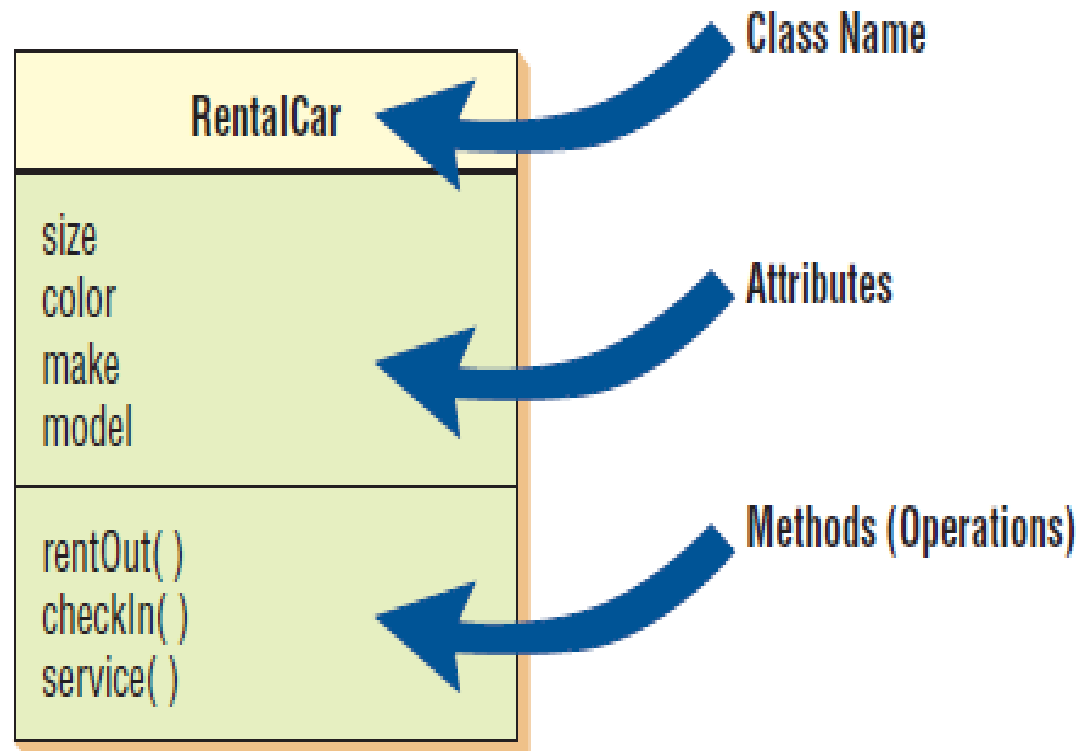 Class Name
RentalCar
size
color
make
model
Attributes
rentOut( )
checkIn( )
service( )
Methods (Operations)